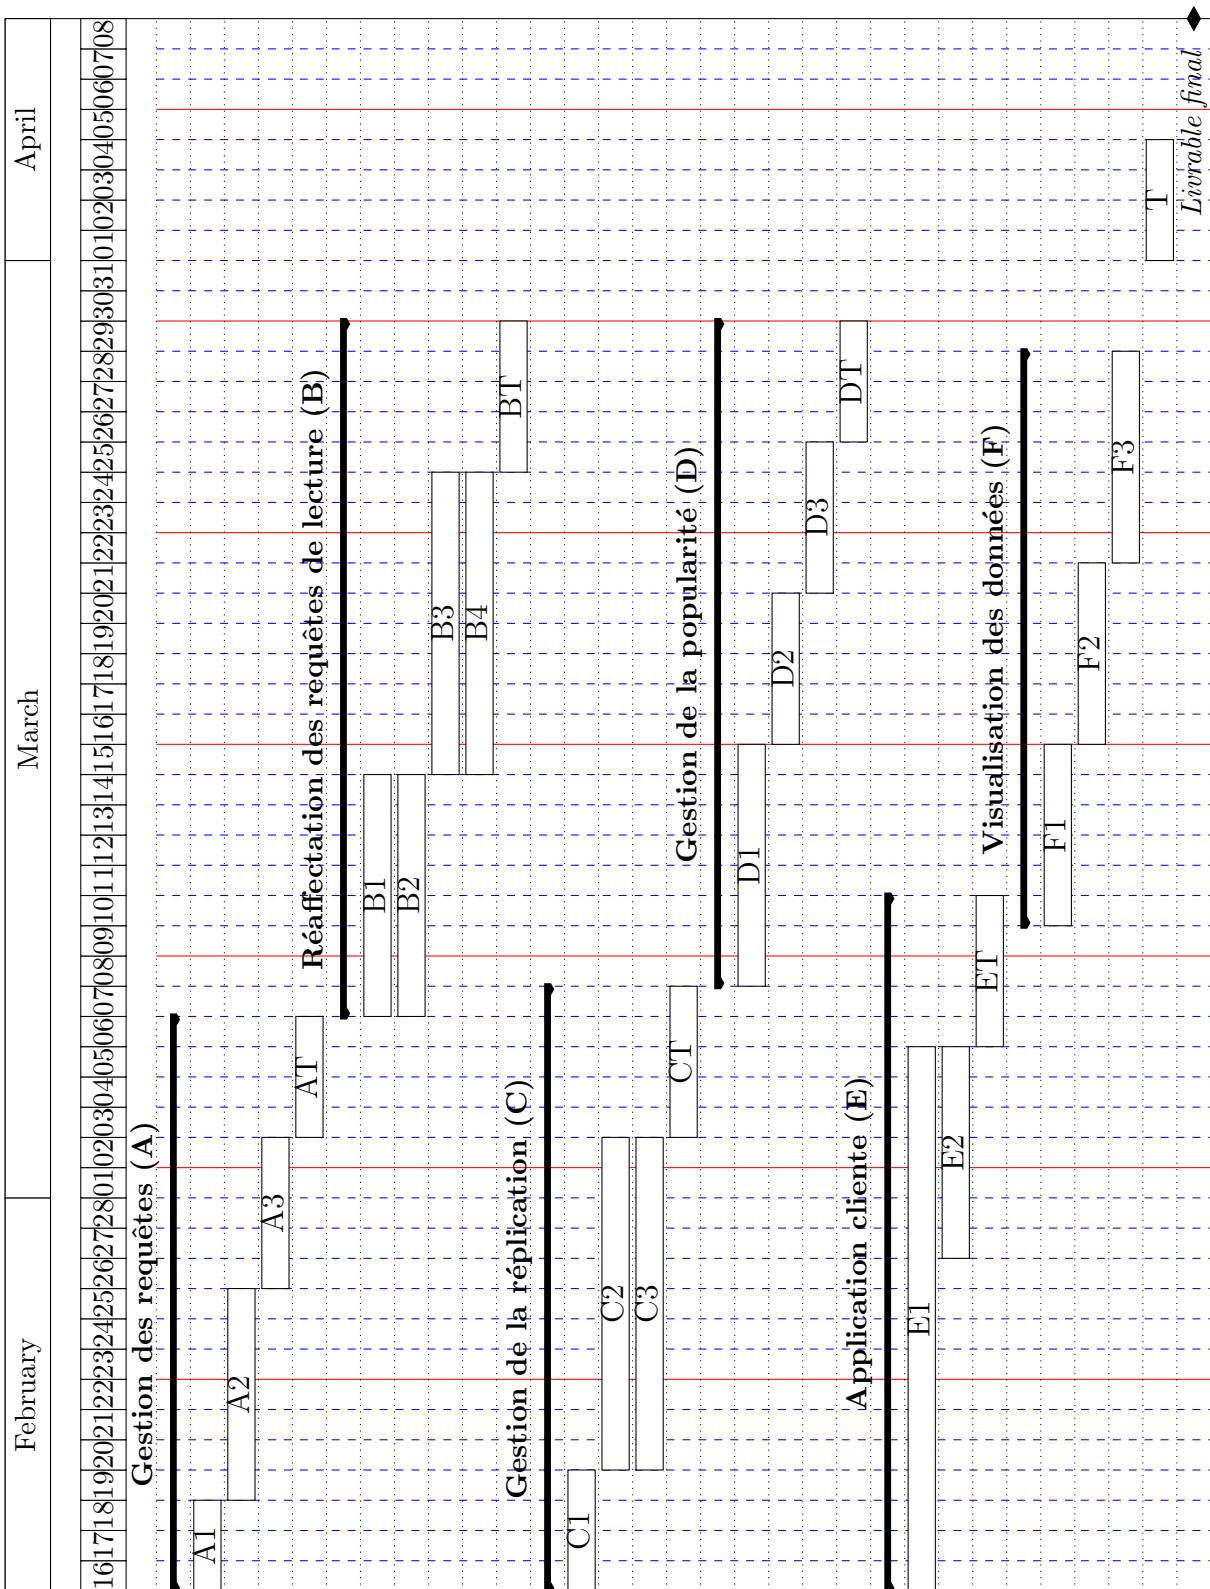 February March April
16 17 18 19 20 21 22 23 24 25 26 27 28 01 02 03 04 05 06 07 08 09 10 11 12 13 14 15 16 17 18 19 20 21 22 23 24 25 26 27 28 29 30 31 01 02 03 04 05 06 07 08
Gestion des requêtes (A)
A1
A2
A3
AT
Réaffectation des requêtes de lecture (B)
B1
B2
B3
B4
BT
Gestion de la réplication (C)
C1
C2
C3
CT
Gestion de la popularité (D)
D1
D2
D3
DT
Application cliente (E)
E1
E2
ET
Visualisation des données (F)
F1
F2
F3
T
Livrable final